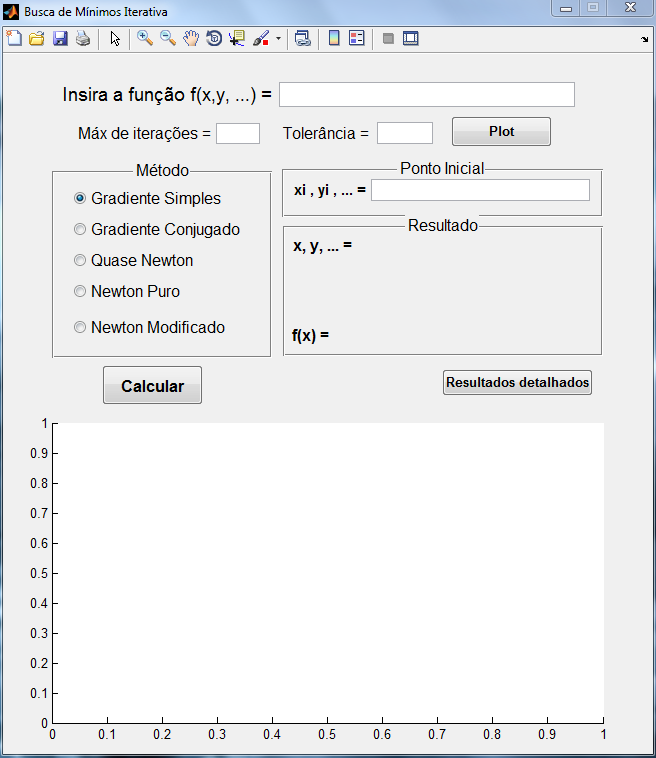 Busca de Mínimos Iterativa
Insira a função f(x,y, ...) =
Máx de iterações =
Tolerância =
Plot
Método
Gradiente Simples
Gradiente Conjugado
Quase Newton
Newton Puro
Newton Modificado
Ponto Inicial
xi , yi , ... =
Resultado
x, y, ... =
f(x) =
Calcular
Resultados detalhados
1
0.9
0.8
0.7
0.6
0.5
0.4
0.3
0.2
0.1
0
0 0.1 0.2 0.3 0.4 0.5 0.6 0.7 0.8 0.9 1